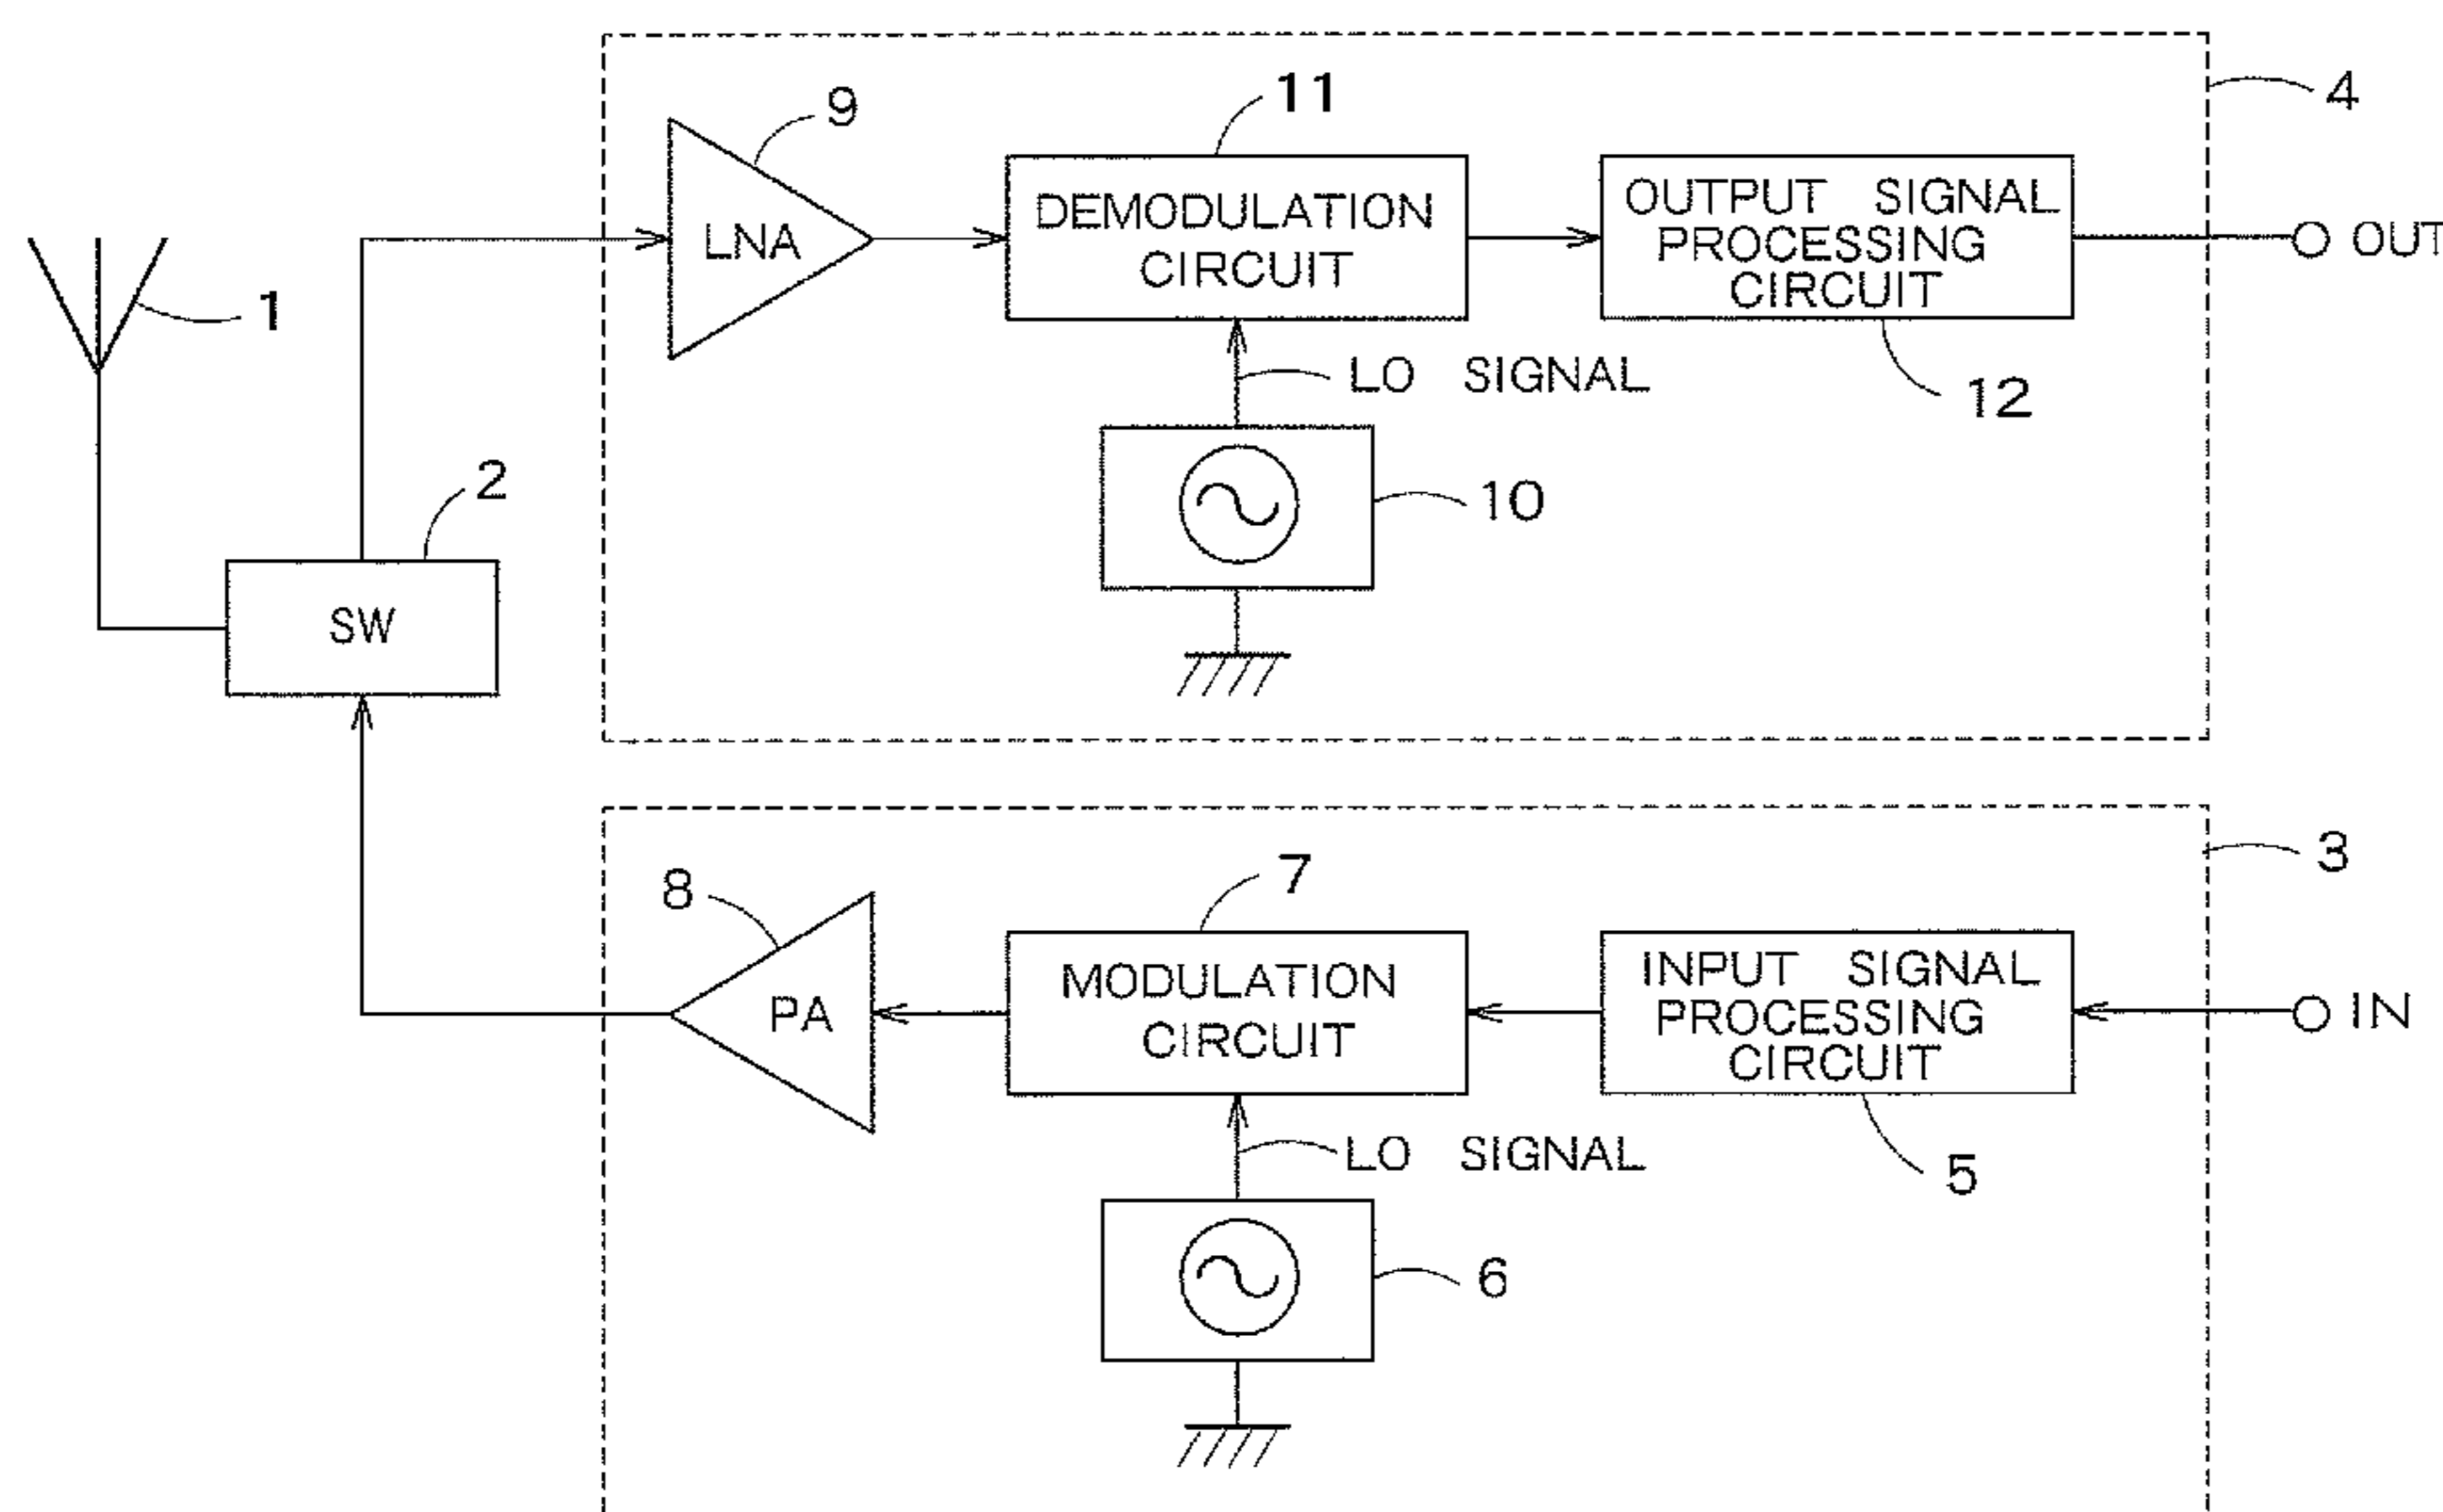 4
11
9
DEMODULATION
CIRCUIT
OUTPUT SIGNAL
PROCESSING
CIRCUIT
LNA
OUT
1
LO SIGNAL
12
2
10
SW
3
7
8
MODULATION
CIRCUIT
INPUT SIGNAL
PROCESSING
CIRCUIT
PA
IN
LO SIGNAL
5
6